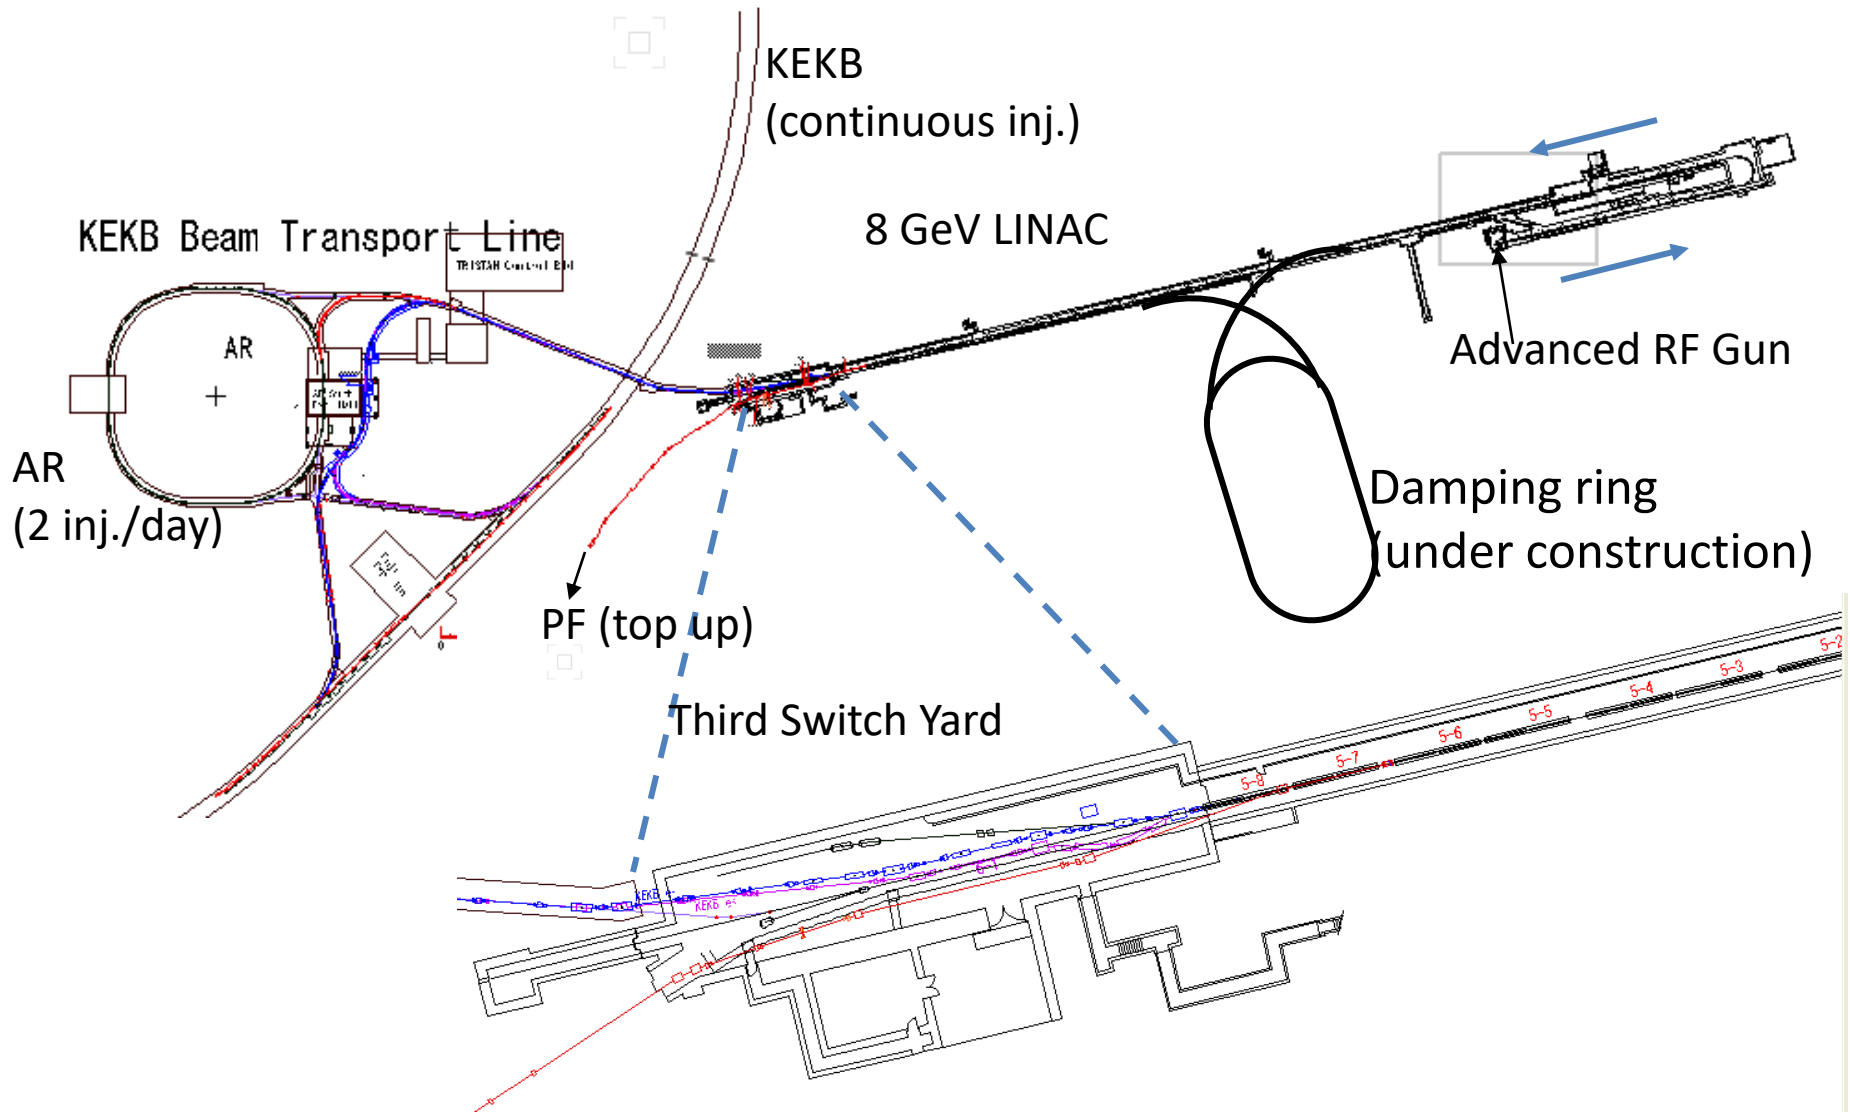 KEKB
(continuous inj.)
8 GeV LINAC
KEKB Beam Transport Line
AR
Advanced RF Gun
AR
(2 inj./day)
Damping ring
(under construction)
PF (top up)
Third Switch Yard
5-2
5-3
5-4
5-5
5-6
5-7
5-8
KEKB e-
KEKB e+